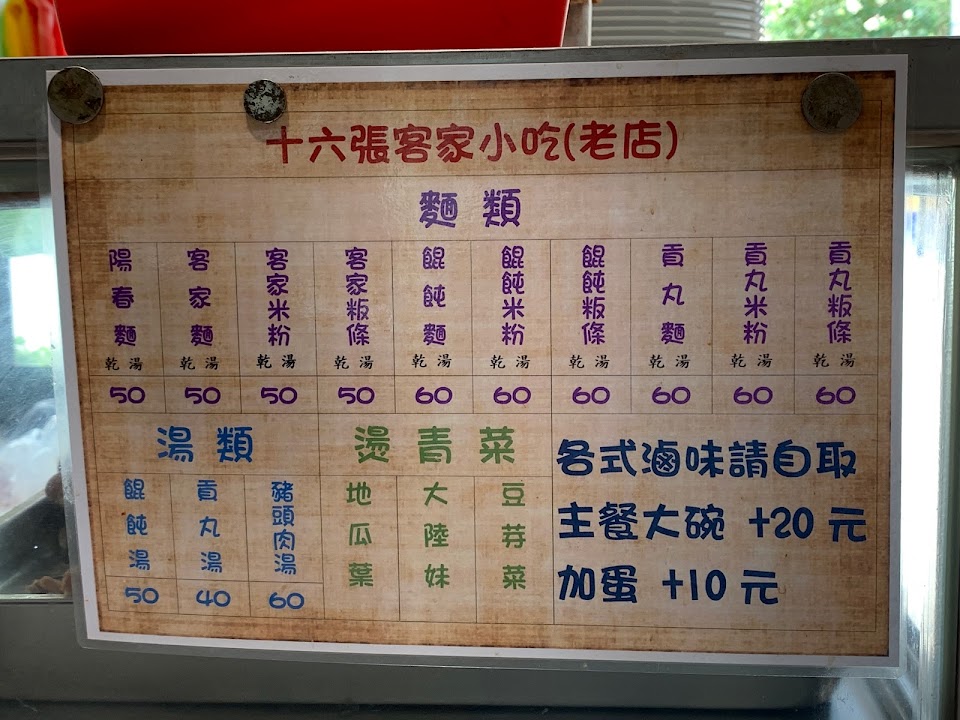 十六張客家小吃(老店)
麵類
陽春麵 乾 湯
客家麵 乾 湯
客家米粉 乾 湯
客家粄條 乾 湯
餛飩麵 乾 湯
餛飩米粉 乾 湯
餛飩粄條 乾 湯
貢丸麵 乾 湯
貢丸米粉 乾 湯
貢丸粄條 乾 湯
50 50 50 50 60 60 60 60 60 60
湯類
餛飩湯
貢丸湯
豬頭肉湯
50 40 60
燙青菜
地瓜葉
大陸妹
豆芽菜
各式滷味請自取
主餐大碗 +20 元
加蛋 +10 元